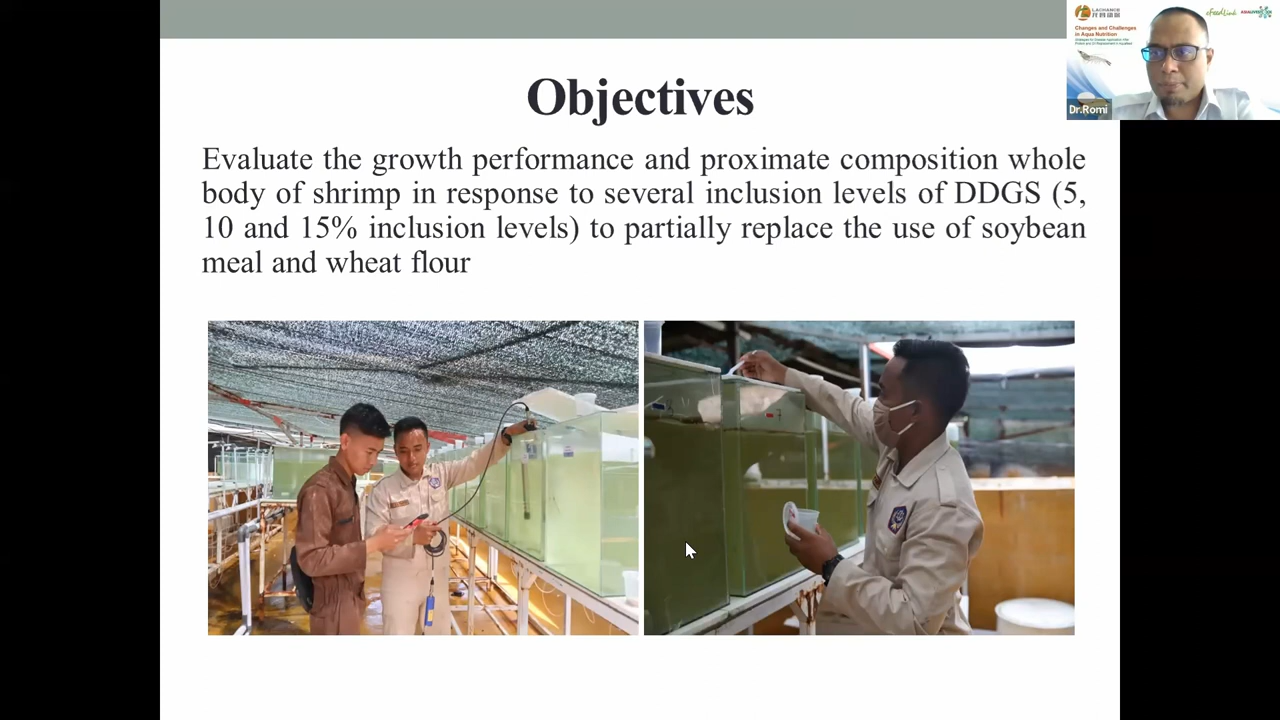 Objectives
Evaluate the growth performance and proximate composition whole
body of shrimp in response to several inclusion levels of DDGS (5,
10 and 15% inclusion levels) to partially replace the use of soybean
meal and wheat flour
LACHANCE
eFeedLink
Changes and Challenges
in Aqua Nutrition
Dr.Romi